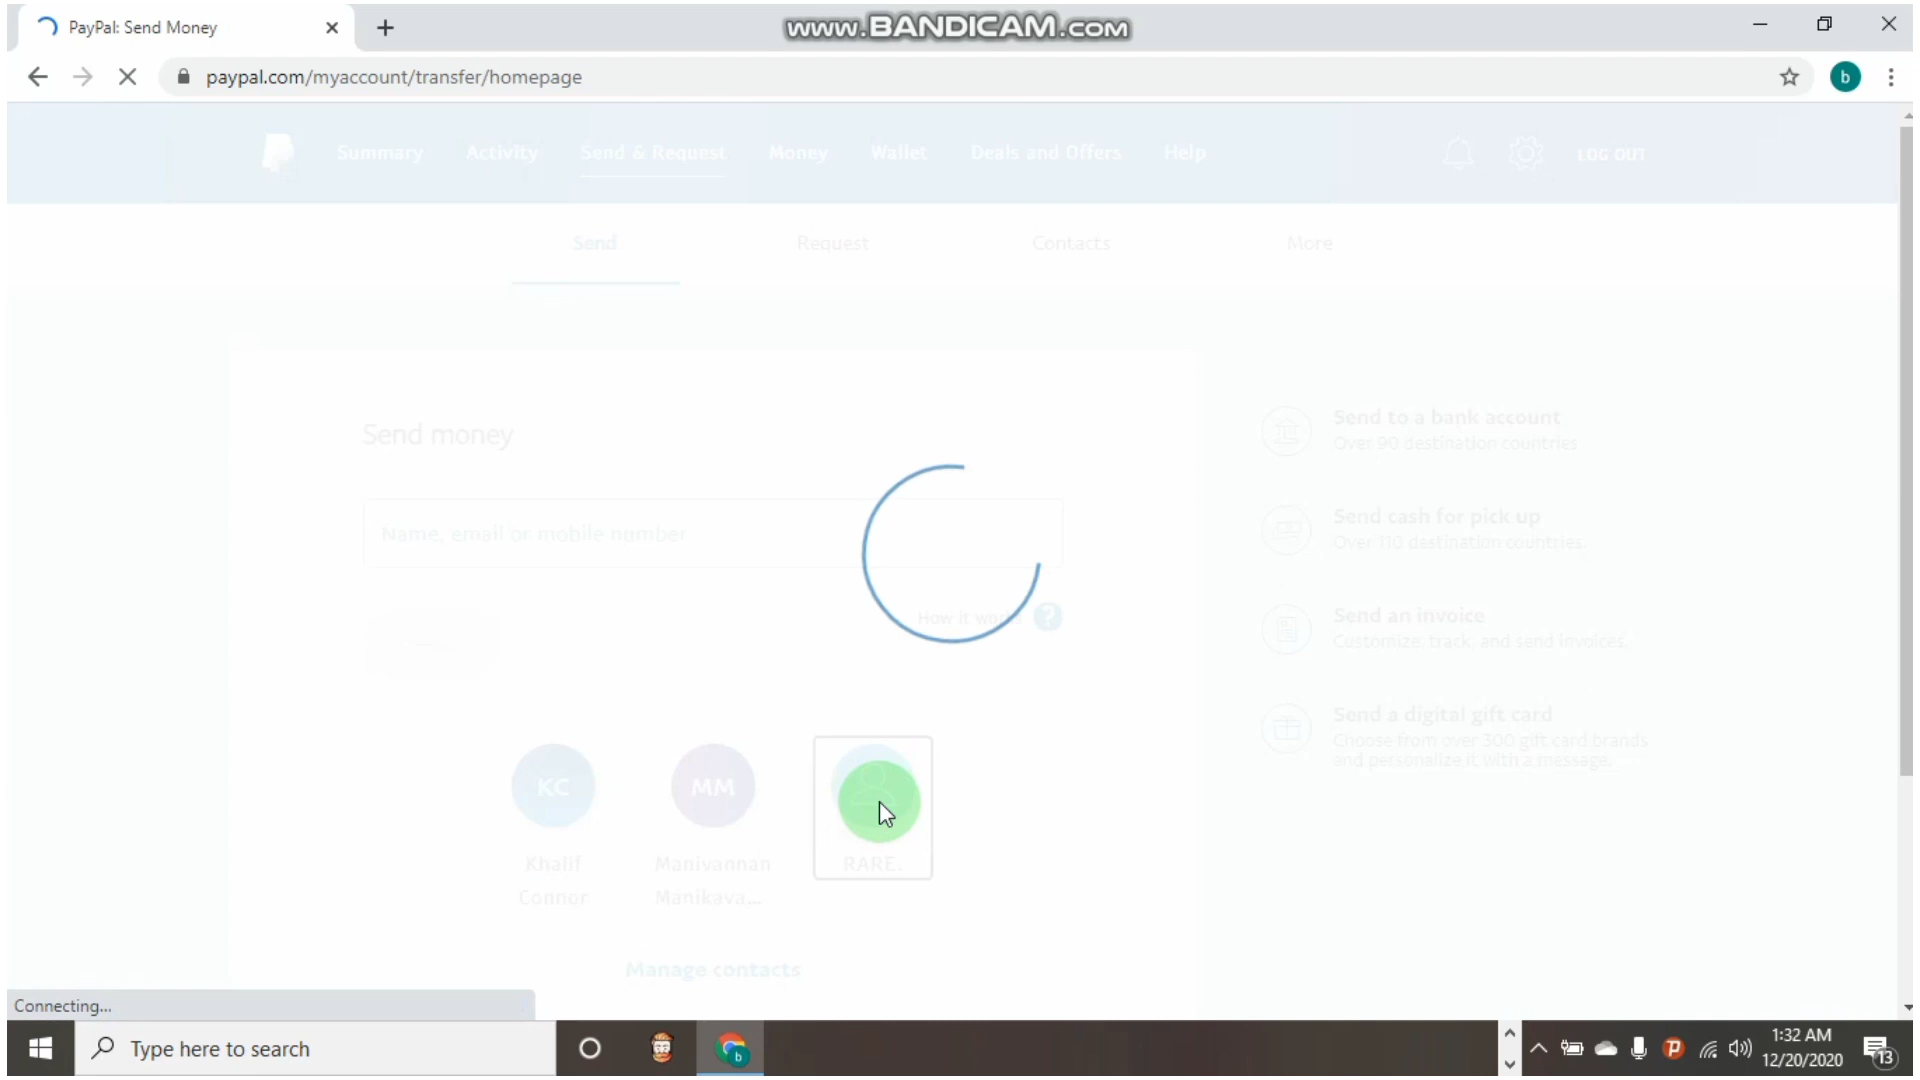 PayPal: Send Money
www.BANDICAM.com
paypal.com/myaccount/transfer/homepage
b
Summary
Activity
Send & Request
Money
Wallet
Deals and Offers
Help
LOG OUT
Send
Request
Contacts
More
Send money
Name, email or mobile number
How it works
?
Send to a bank account
Over 90 destination countries
Send cash for pick up
Over 110 destination countries.
Send an invoice
Customize, track, and send invoices.
Send a digital gift card
Choose from over 300 gift card brands
and personalize it with a message.
KC
MM
Khalif
Connor
Manivannan
Manikava...
RARE.
Manage contacts
Connecting...
Type here to search
b
P
1:32 AM
12/20/2020
13